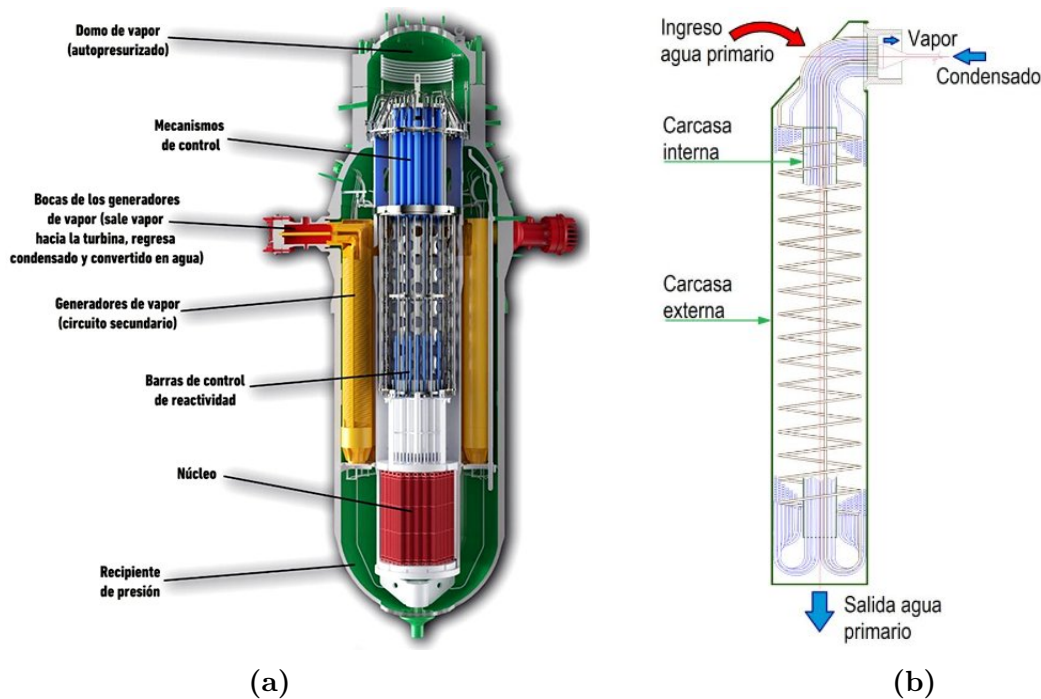 Domo de vapor
(autopresurizado)
Mecanismos
de control
Bocas de los generadores
de vapor (sale vapor
hacia la turbina, regresa
condensado y convertido en agua)
Generadores de vapor
(circuito secundario)
Barras de control
de reactividad
Núcleo
Recipiente
de presión
(a)
Ingreso
agua primario
Vapor
Condensado
Carcasa
interna
Carcasa
externa
Salida agua
primario
(b)